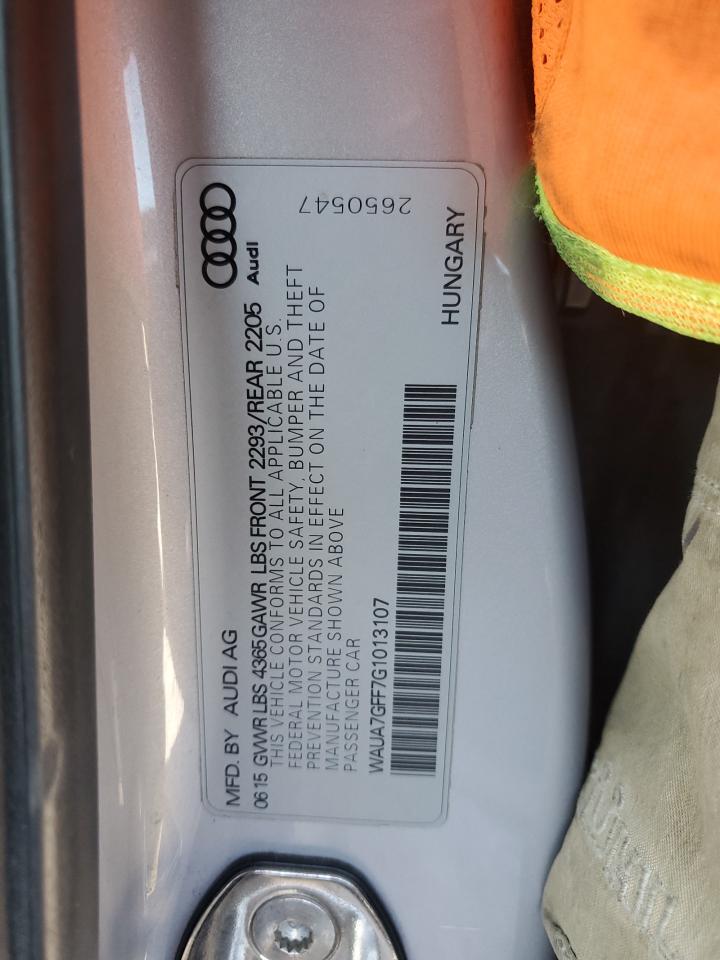 MFD. BY AUDI AG
Audi
06 15 GVWR LBS 4365 GAWR LBS FRONT 2293/REAR 2205
THIS VEHICLE CONFORMS TO ALL APPLICABLE U.S.
FEDERAL MOTOR VEHICLE SAFETY, BUMPER AND THEFT
PREVENTION STANDARDS IN EFFECT ON THE DATE OF
MANUFACTURE SHOWN ABOVE
PASSENGER CAR
2650547
WAUA7GFF7G1013107
HUNGARY